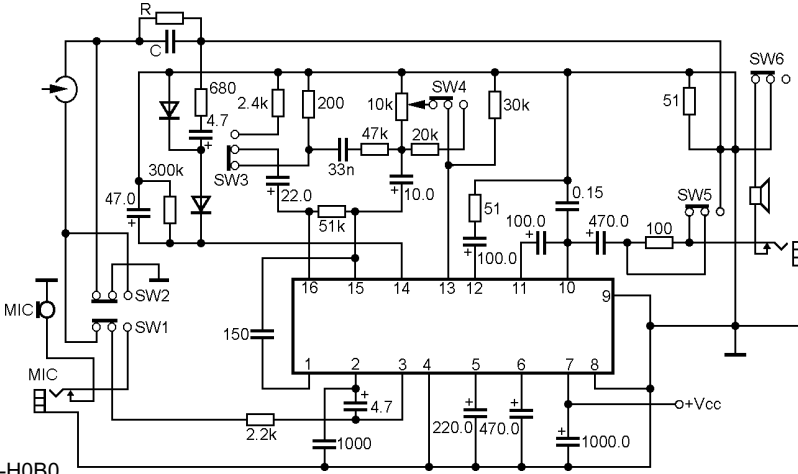 R
C
680
4.7
+
2.4k
200
10k
SW4
30k
51
SW6
300k
SW3
33n
47k
20k
47.0
+
22.0
+
10.0
+
51k
51
100.0
+
0.15
100.0
+
470.0
+
100
SW5
16 15 14 13 12 11 10
9
SW2
MIC
SW1
150
MIC
1 2 3 4 5 6 7 8
+
4.7
2.2k
1000
+
220.0
+
470.0
+
1000.0
+Vcc
-H0B0